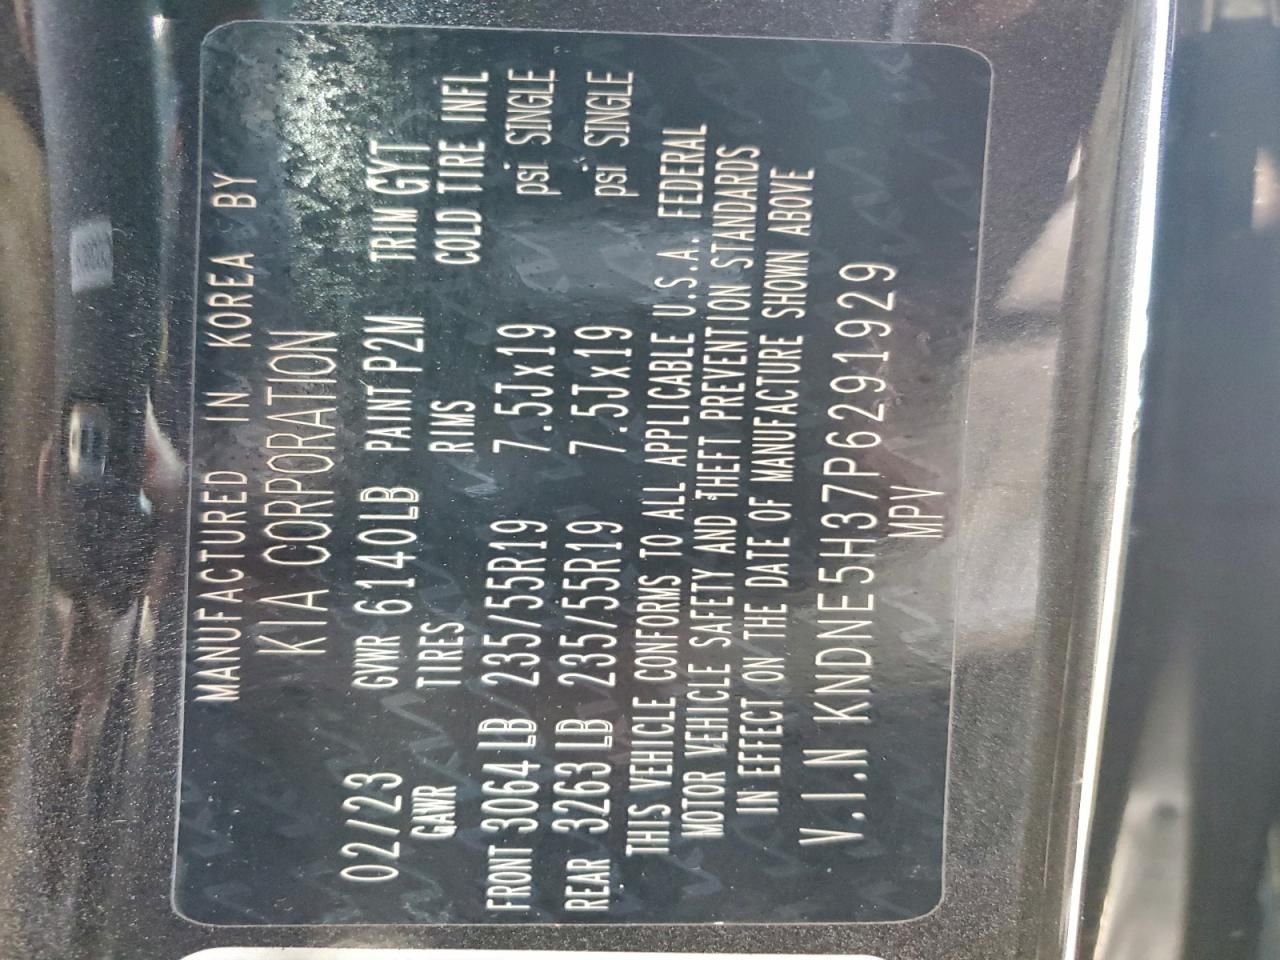 MANUFACTURED IN KOREA BY
KIA CORPORATION
02/23 GVWR 6140LB PAINT P2M TRIM GYT
GAWR TIRES RIMS COLD TIRE INFL
FRONT 3064 LB 235/55R19 7.5Jx19 psi SINGLE
REAR 3263 LB 235/55R19 7.5Jx19 psi SINGLE
THIS VEHICLE CONFORMS TO ALL APPLICABLE U.S.A. FEDERAL
MOTOR VEHICLE SAFETY AND THEFT PREVENTION STANDARDS
IN EFFECT ON THE DATE OF MANUFACTURE SHOWN ABOVE
V.I.N KNDNE5H37P6291929
MPV